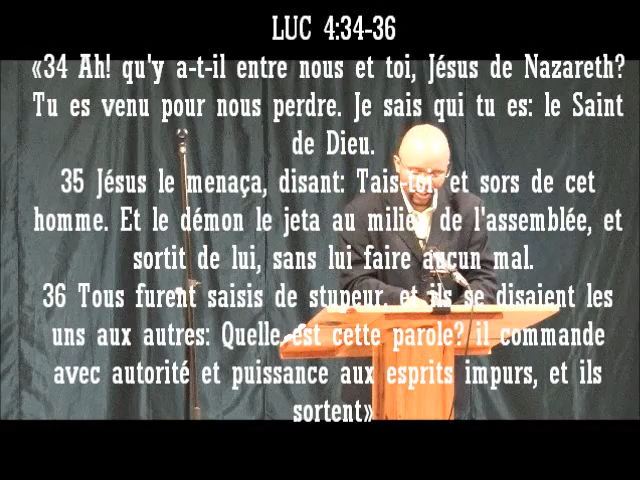 LUC 4:34-36
«34 Ah! qu'y a-t-il entre nous et toi, Jésus de Nazareth?
Tu es venu pour nous perdre. Je sais qui tu es: le Saint
de Dieu.
35 Jésus le menaça, disant: Tais-toi, et sors de cet
homme. Et le démon le jeta au milieu de l'assemblée, et
sortit de lui, sans lui faire aucun mal.
36 Tous furent saisis de stupeur, et ils se disaient les
uns aux autres: Quelle est cette parole? il commande
avec autorité et puissance aux esprits impurs, et ils
sortent»